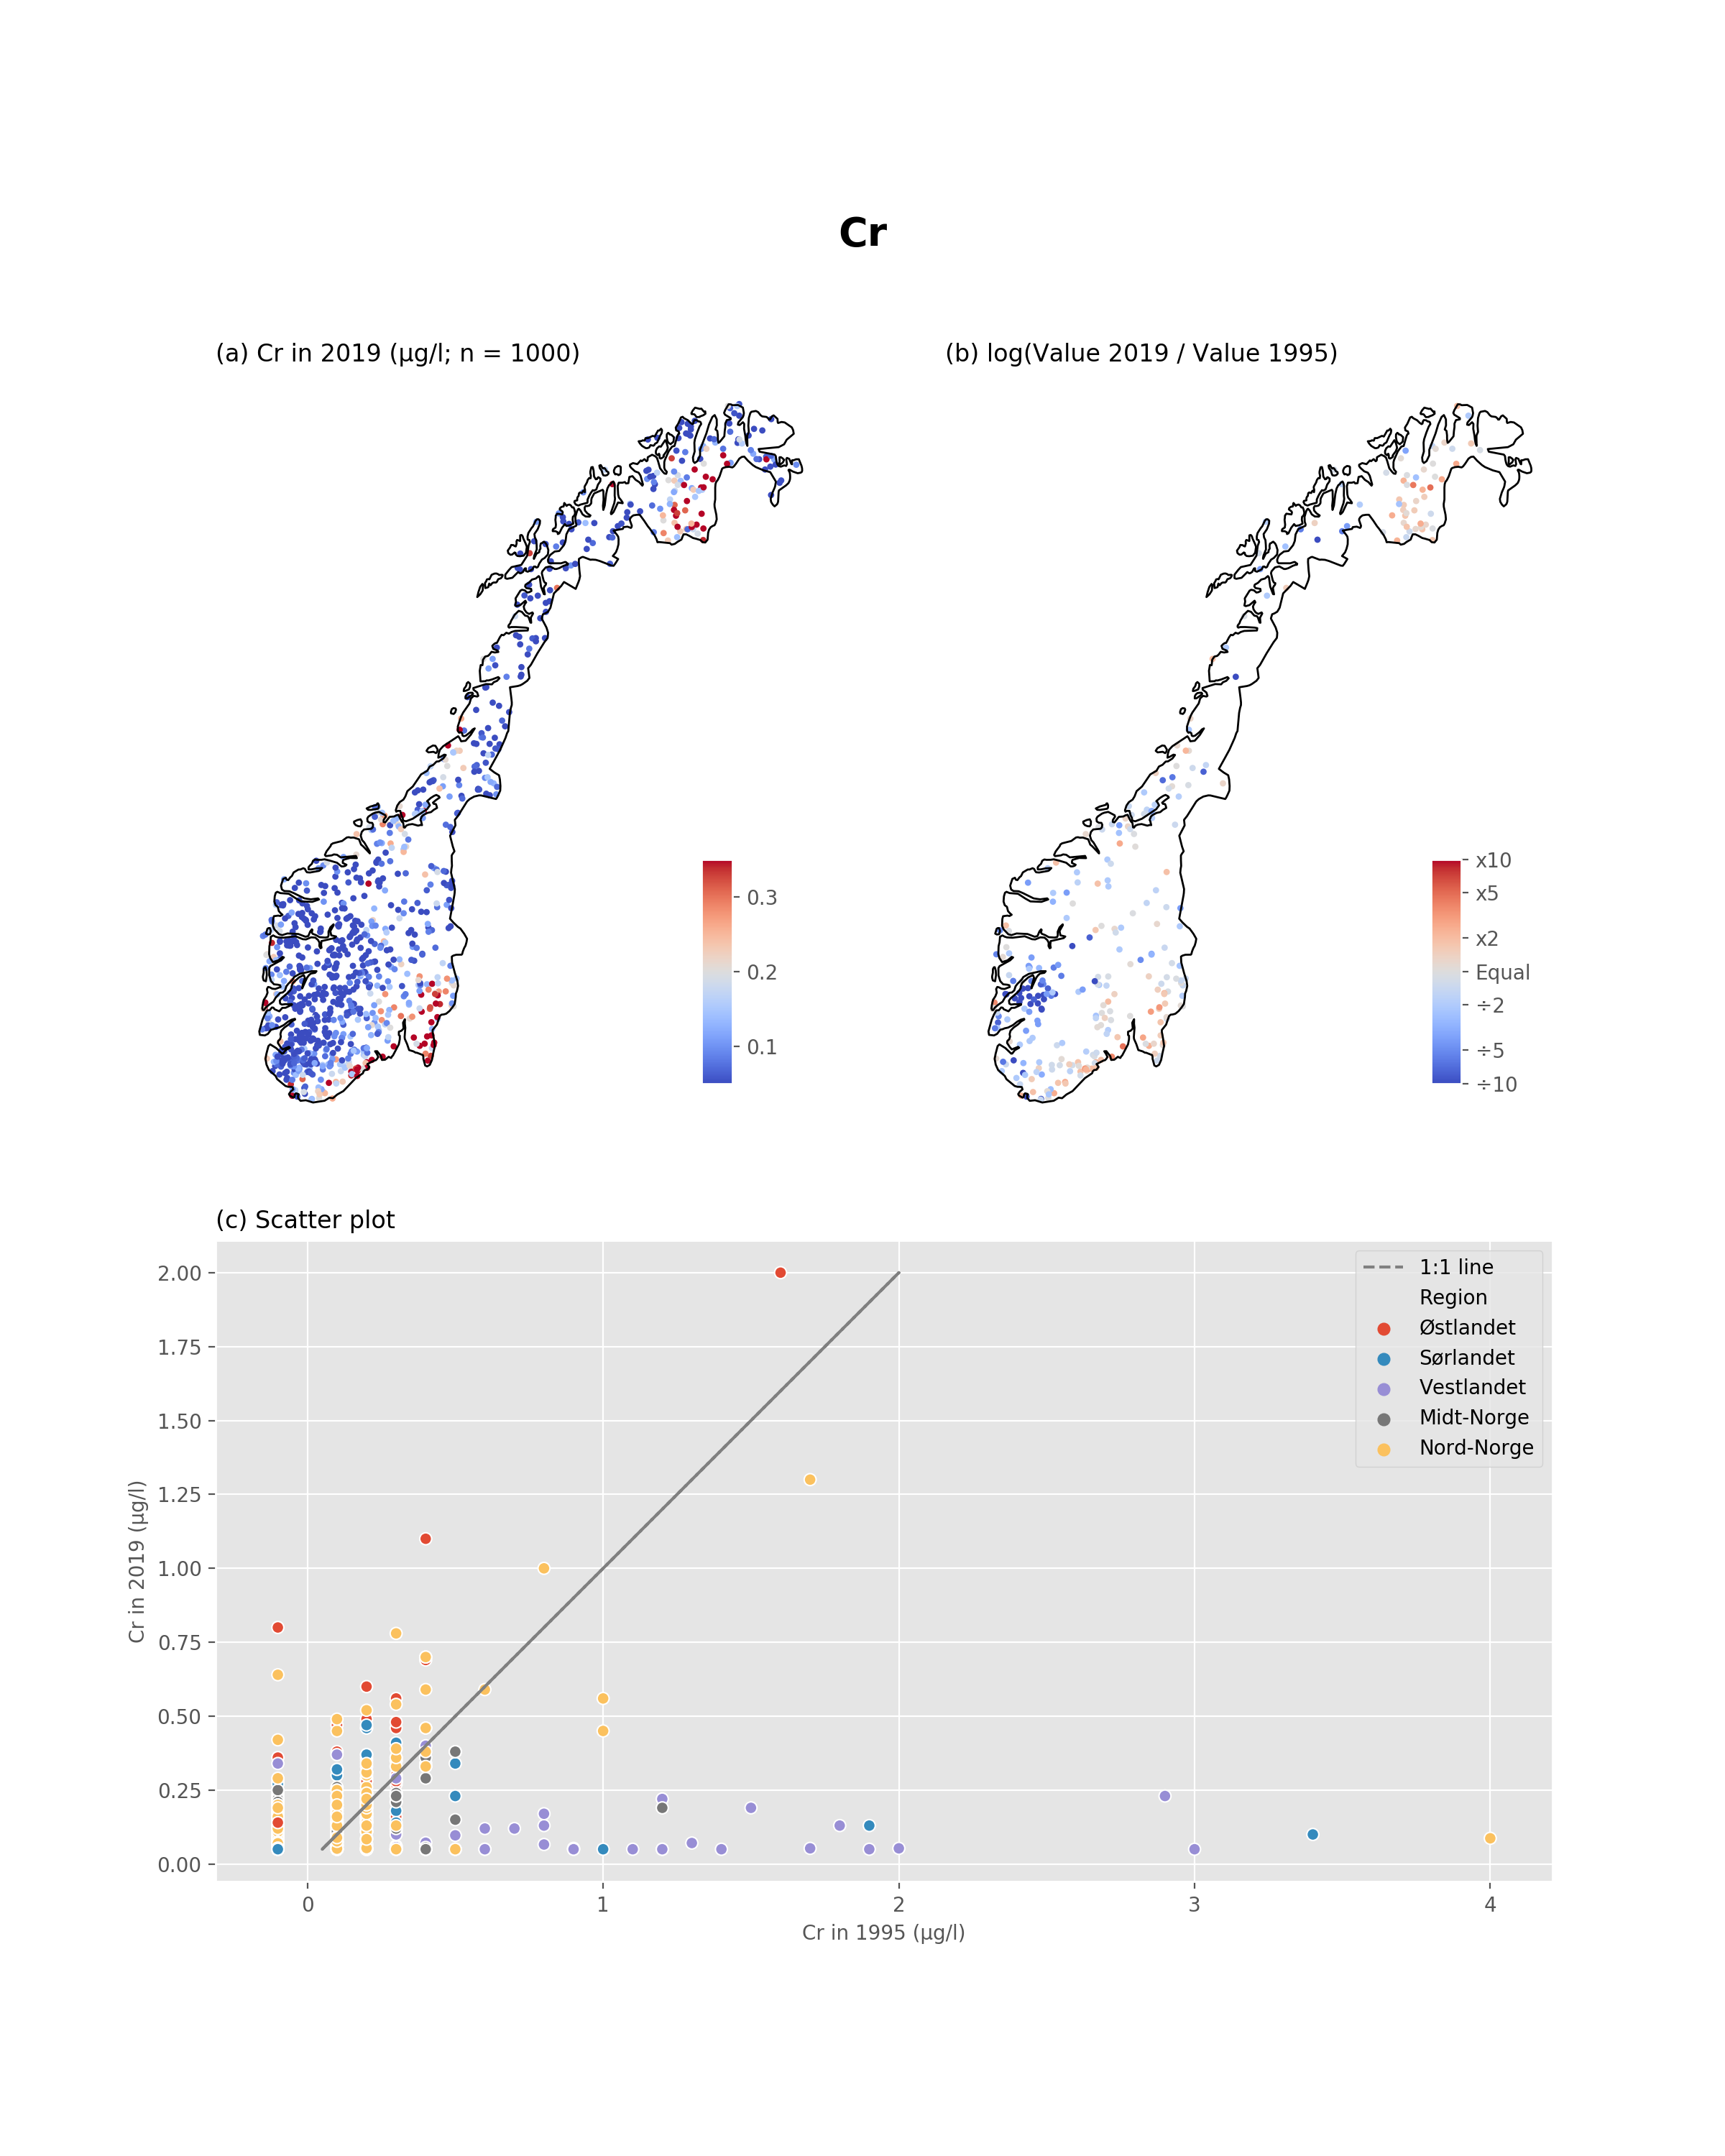 Cr
(a) Cr in 2019 (µg/l; n = 1000)
(b) log(Value 2019 / Value 1995)
0.3
0.2
0.1
x10
x5
x2
Equal
÷2
÷5
÷10
(c) Scatter plot
2.00
1.75
1.50
1.25
1.00
0.75
0.50
0.25
0.00
Cr in 2019 (µg/l)
1:1 line
Region
Østlandet
Sørlandet
Vestlandet
Midt-Norge
Nord-Norge
0 1 2 3 4
Cr in 1995 (µg/l)